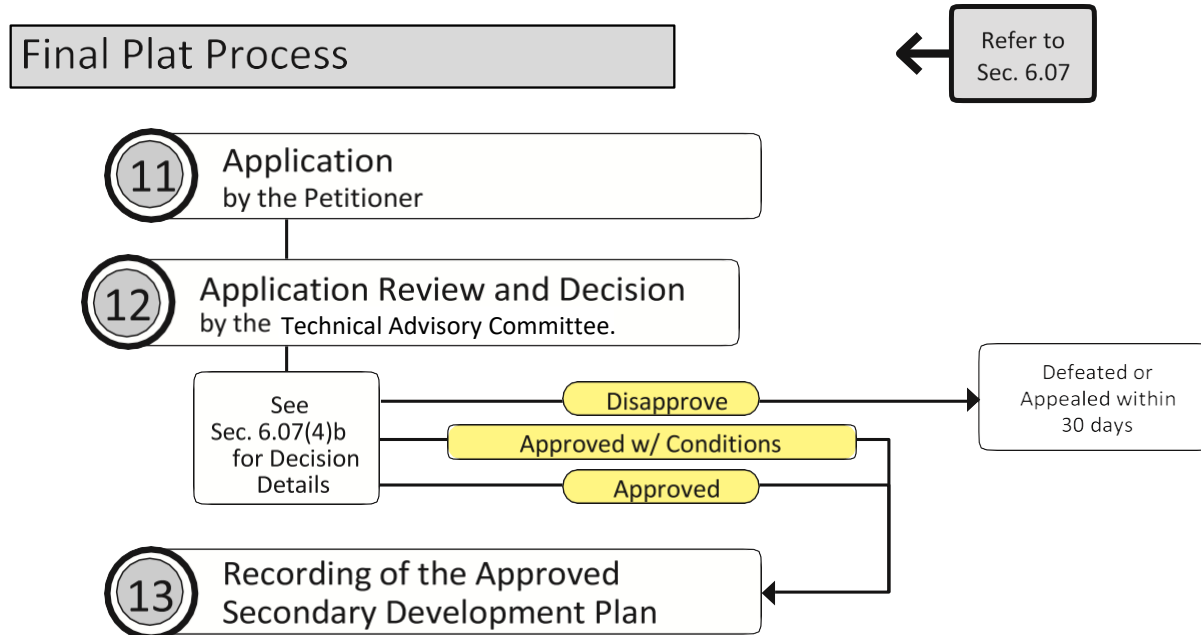 Final Plat Process
Refer to
Sec. 6.07
11
Application
by the Petitioner
12
Application Review and Decision
by the Technical Advisory Committee.
See
Sec. 6.07(4)b
for Decision
Details
Disapprove
Approved w/ Conditions
Approved
Defeated or
Appealed within
30 days
13
Recording of the Approved
Secondary Development Plan